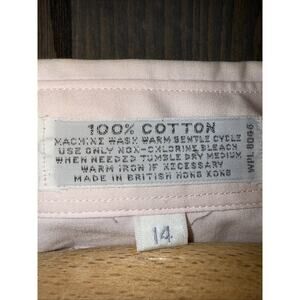 100% COTTON
MACHINE WASH WARM GENTLE CYCLE
USE ONLY NON-CHLORINE BLEACH
WHEN NEEDED TUMBLE DRY MEDIUM
WARM IRON IF NECESSARY
MADE IN BRITISH HONG KONG
WPL 8066
14